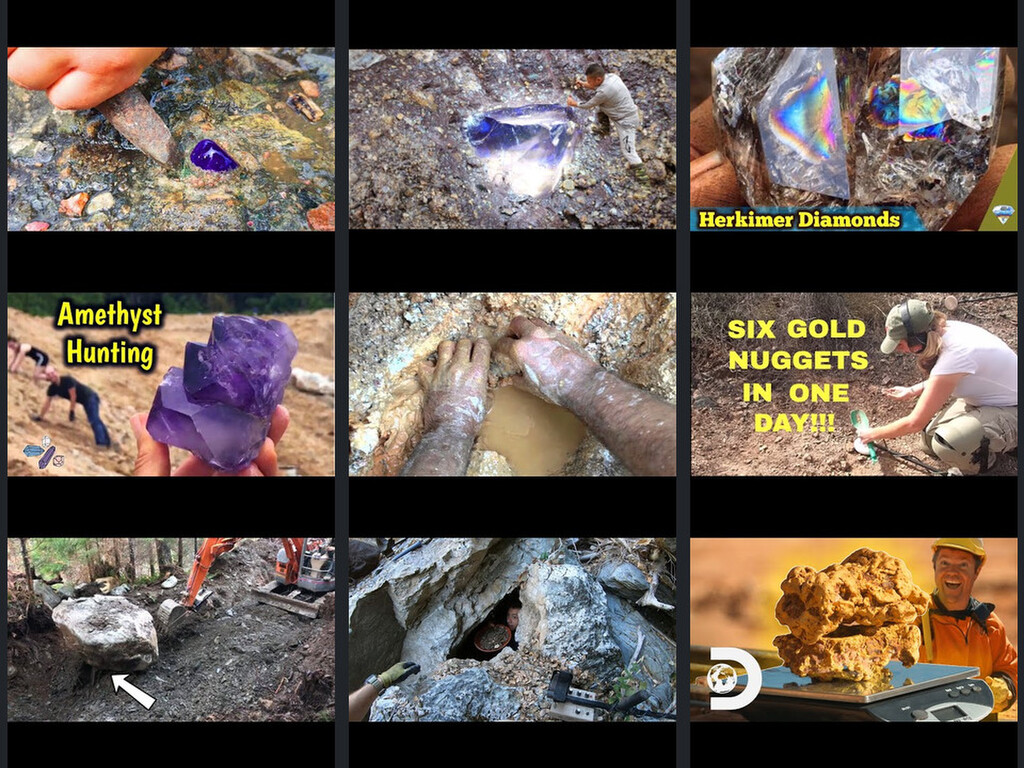 Herkimer Diamonds
Amethyst
Hunting
SIX GOLD
NUGGETS
IN ONE
DAY!!!